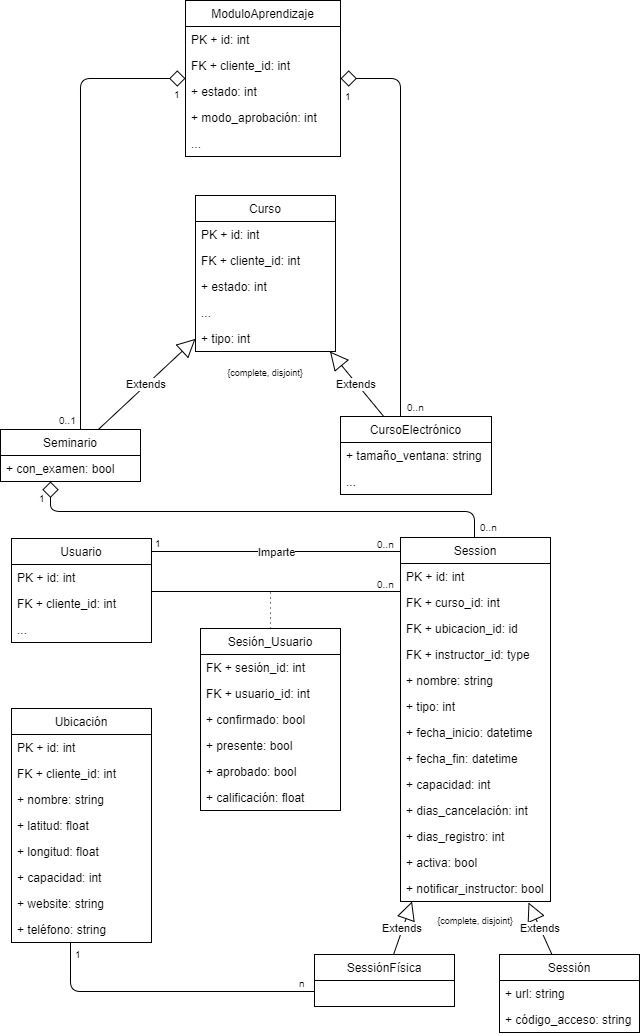 ModuloAprendizaje
PK + id: int
FK + cliente_id: int
+ estado: int
+ modo_aprobación: int
...
1
1
Curso
PK + id: int
FK + cliente_id: int
+ estado: int
...
+ tipo: int
{complete, disjoint}
Extends
Extends
0..1
0..n
Seminario
+ con_examen: bool
1
CursoElectrónico
+ tamaño_ventana: string
...
0..n
Usuario
PK + id: int
FK + cliente_id: int
...
1
Imparte
0..n
0..n
Session
PK + id: int
FK + curso_id: int
FK + ubicacion_id: id
FK + instructor_id: type
+ nombre: string
+ tipo: int
+ fecha_inicio: datetime
+ fecha_fin: datetime
+ capacidad: int
+ dias_cancelación: int
+ dias_registro: int
+ activa: bool
+ notificar_instructor: bool
Sesión_Usuario
FK + sesión_id: int
FK + usuario_id: int
+ confirmado: bool
+ presente: bool
+ aprobado: bool
+ calificación: float
Ubicación
PK + id: int
FK + cliente_id: int
+ nombre: string
+ latitud: float
+ longitud: float
+ capacidad: int
+ website: string
+ teléfono: string
1
n
{complete, disjoint}
Extends
Extends
SessiónFísica
Sessión
+ url: string
+ código_acceso: string